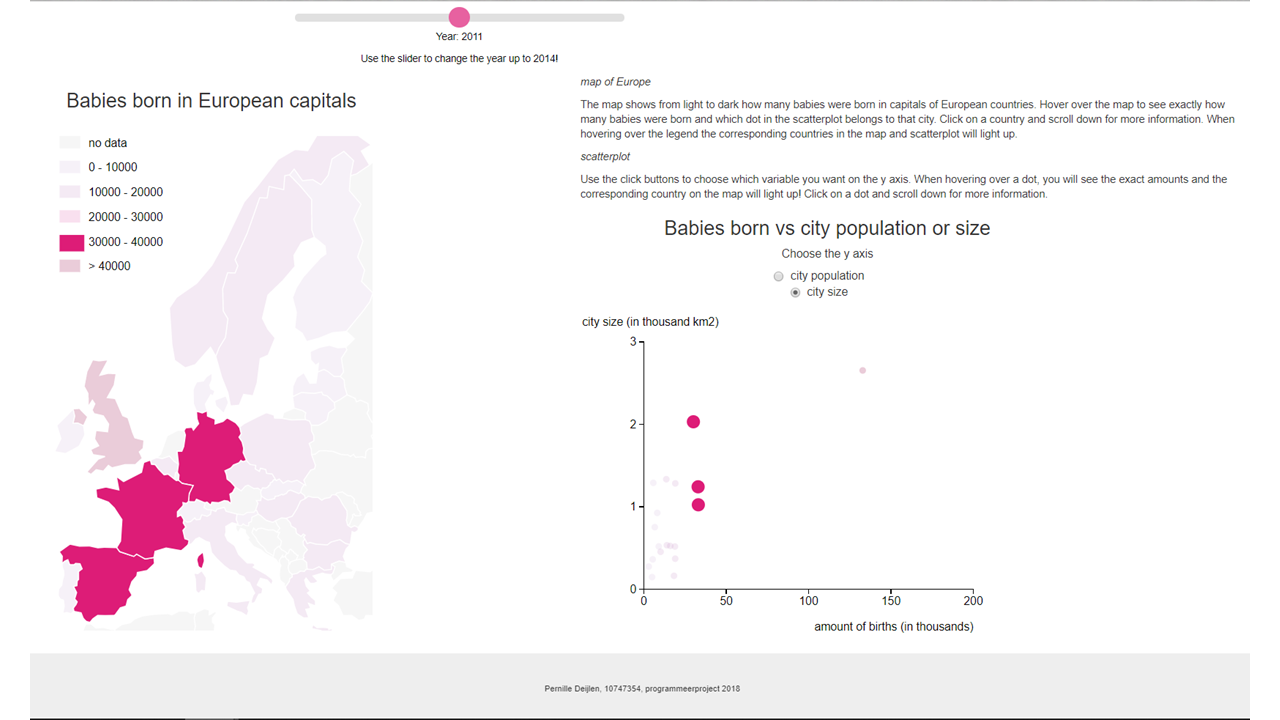 Year: 2011
Use the slider to change the year up to 2014!
Babies born in European capitals
no data
0 - 10000
10000 - 20000
20000 - 30000
30000 - 40000
> 40000
map of Europe
The map shows from light to dark how many babies were born in capitals of European countries. Hover over the map to see exactly how
many babies were born and which dot in the scatterplot belongs to that city. Click on a country and scroll down for more information. When
hovering over the legend the corresponding countries in the map and scatterplot will light up.
scatterplot
Use the click buttons to choose which variable you want on the y axis. When hovering over a dot, you will see the exact amounts and the
corresponding country on the map will light up! Click on a dot and scroll down for more information.
Babies born vs city population or size
Choose the y axis
city population
city size
city size (in thousand km2)
3
2
1
0
0 50 100 150 200
amount of births (in thousands)
Pernille Deijlen, 10747354, programmeerproject 2018